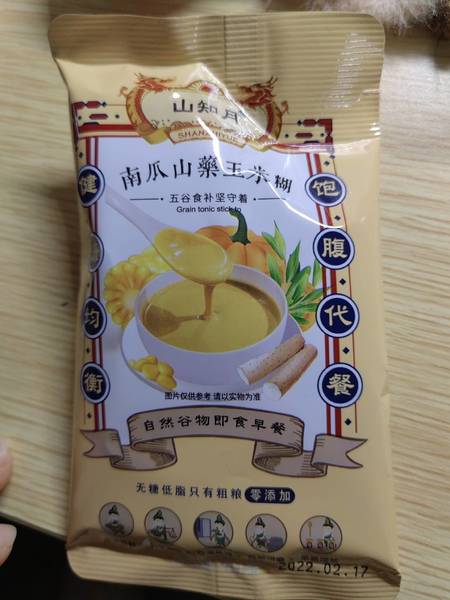 山知月
SHANZHIYUE
南瓜山藥玉米糊
五谷食补坚守着
Grain tonic stick to
健
均
衡
饱
腹
代
餐
图片仅供参考 请以实物为准
自然谷物即食早餐
无糖低脂只有粗粮 零添加
2022.02.17